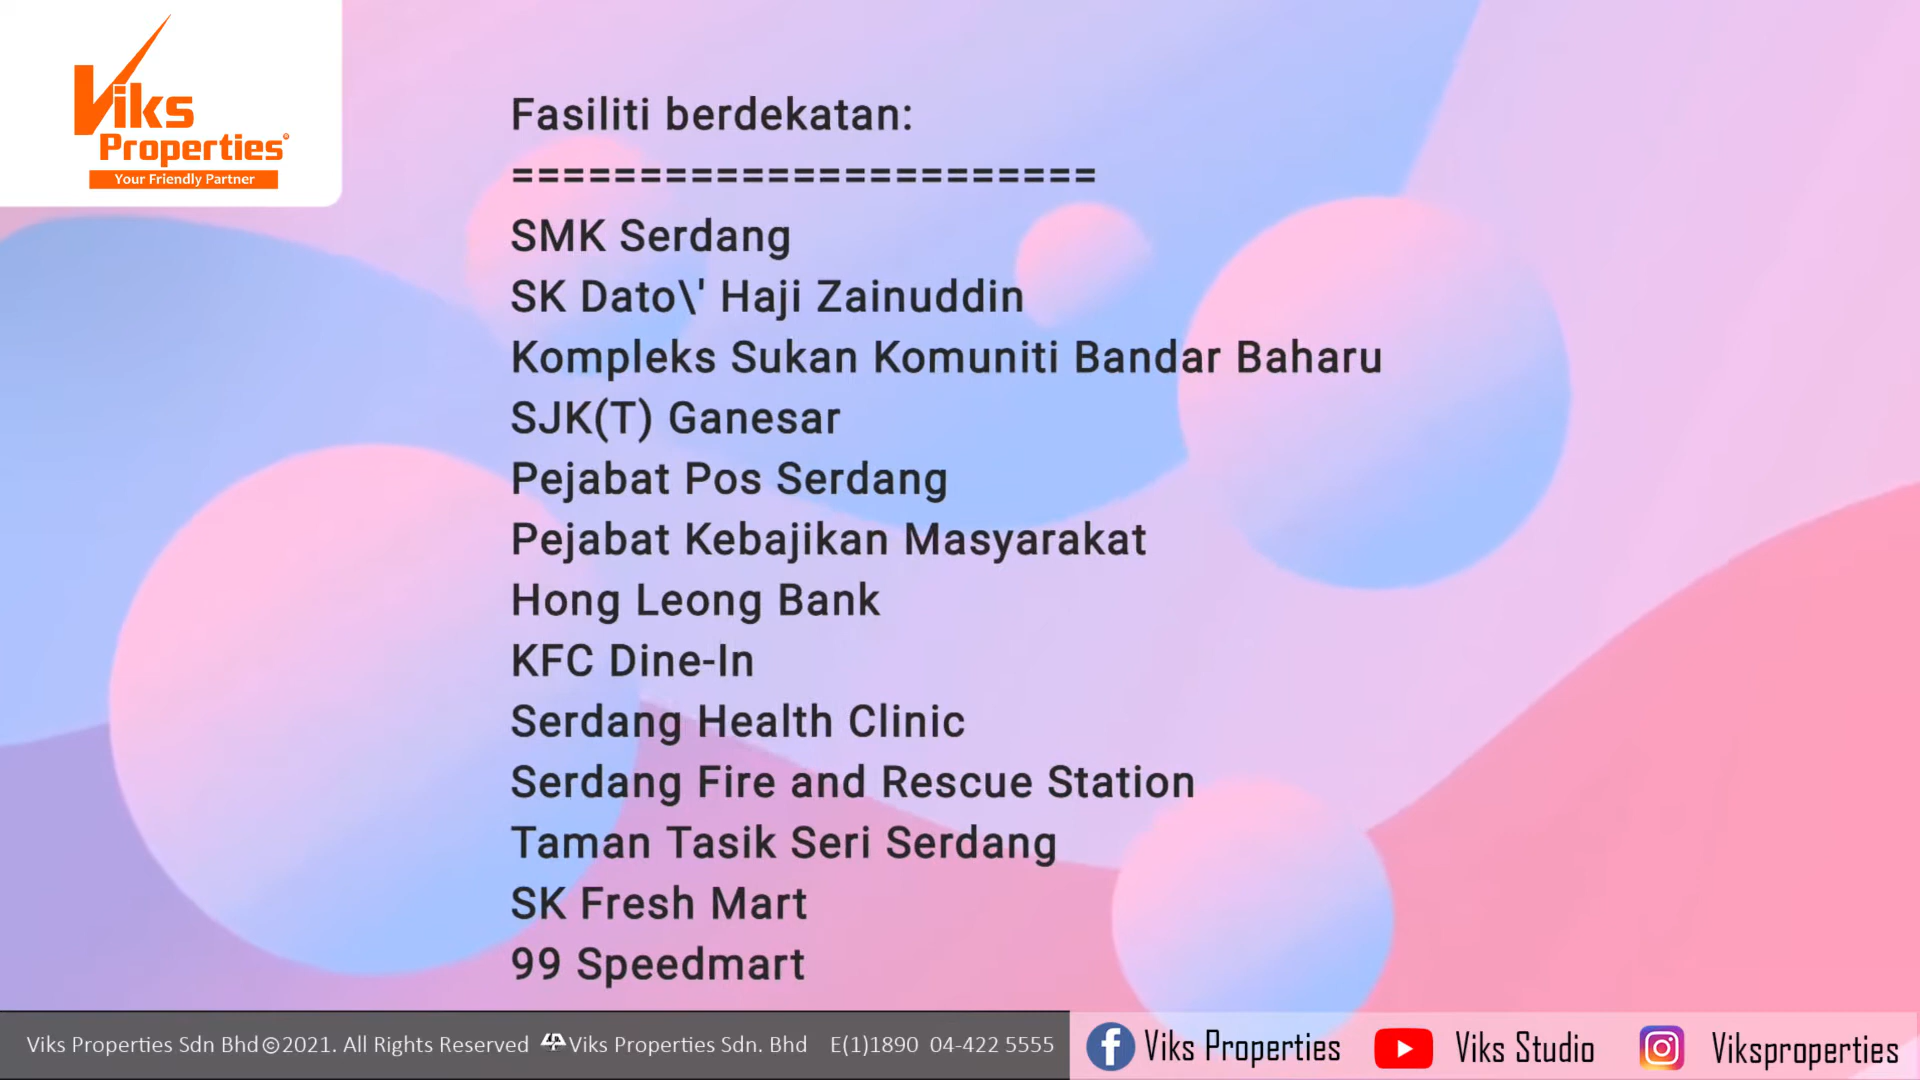 Viks
Properties®
Your Friendly Partner
Fasiliti berdekatan:
=======================
SMK Serdang
SK Dato\' Haji Zainuddin
Kompleks Sukan Komuniti Bandar Baharu
SJK(T) Ganesar
Pejabat Pos Serdang
Pejabat Kebajikan Masyarakat
Hong Leong Bank
KFC Dine-In
Serdang Health Clinic
Serdang Fire and Rescue Station
Taman Tasik Seri Serdang
SK Fresh Mart
99 Speedmart
Viks Properties Sdn Bhd©2021. All Rights Reserved Viks Properties Sdn. Bhd E(1)1890 04-422 5555 Viks Properties Viks Studio Viksproperties